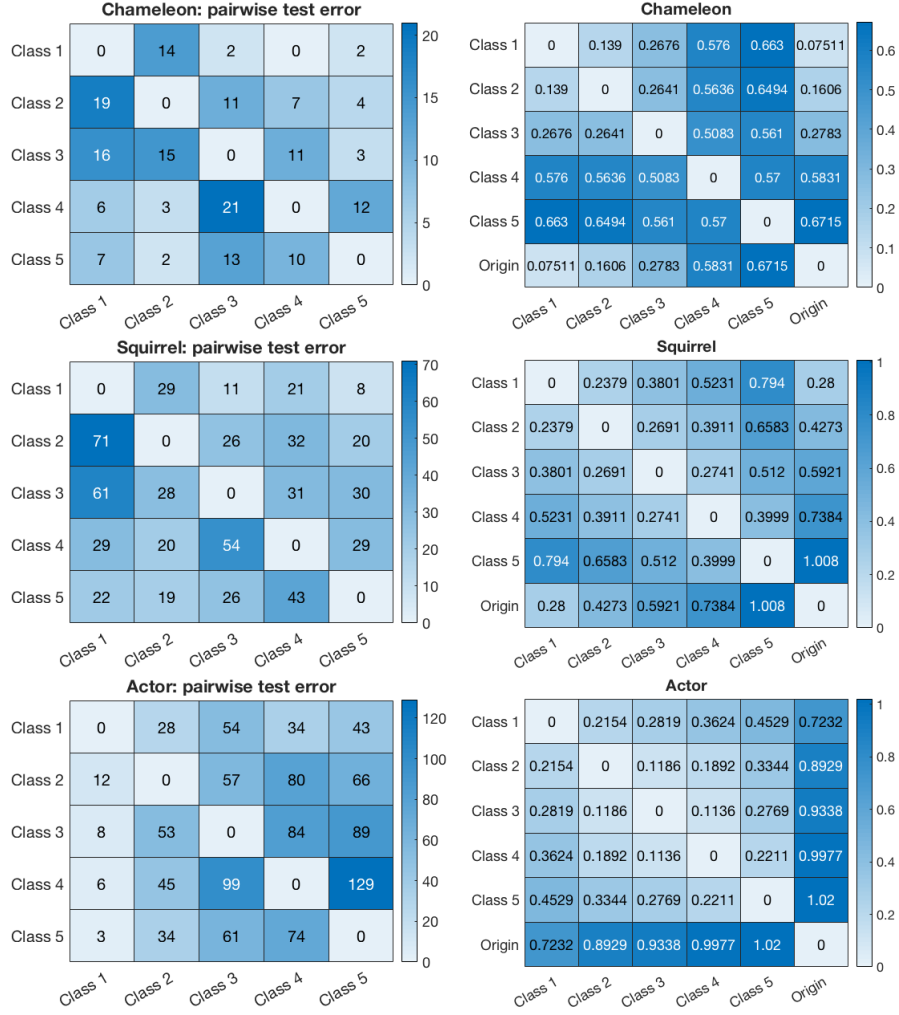 Chameleon: pairwise test error
Class 1 0 14 2 0 2
Class 2 19 0 11 7 4
Class 3 16 15 0 11 3
Class 4 6 3 21 0 12
Class 5 7 2 13 10 0
Class 1 Class 2 Class 3 Class 4 Class 5
20
15
10
5
0
Chameleon
Class 1 0 0.139 0.2676 0.576 0.663 0.07511
Class 2 0.139 0 0.2641 0.5636 0.6494 0.1606
Class 3 0.2676 0.2641 0 0.5083 0.561 0.2783
Class 4 0.576 0.5636 0.5083 0 0.57 0.5831
Class 5 0.663 0.6494 0.561 0.57 0 0.6715
Origin 0.07511 0.1606 0.2783 0.5831 0.6715 0
Class 1 Class 2 Class 3 Class 4 Class 5 Origin
0.6
0.5
0.4
0.3
0.2
0.1
0
Squirrel: pairwise test error
Class 1 0 29 11 21 8
Class 2 71 0 26 32 20
Class 3 61 28 0 31 30
Class 4 29 20 54 0 29
Class 5 22 19 26 43 0
Class 1 Class 2 Class 3 Class 4 Class 5
70
60
50
40
30
20
10
0
Squirrel
Class 1 0 0.2379 0.3801 0.5231 0.794 0.28
Class 2 0.2379 0 0.2691 0.3911 0.6583 0.4273
Class 3 0.3801 0.2691 0 0.2741 0.512 0.5921
Class 4 0.5231 0.3911 0.2741 0 0.3999 0.7384
Class 5 0.794 0.6583 0.512 0.3999 0 1.008
Origin 0.28 0.4273 0.5921 0.7384 1.008 0
Class 1 Class 2 Class 3 Class 4 Class 5 Origin
1
0.8
0.6
0.4
0.2
0
Actor: pairwise test error
Class 1 0 28 54 34 43
Class 2 12 0 57 80 66
Class 3 8 53 0 84 89
Class 4 6 45 99 0 129
Class 5 3 34 61 74 0
Class 1 Class 2 Class 3 Class 4 Class 5
120
100
80
60
40
20
0
Actor
Class 1 0 0.2154 0.2819 0.3624 0.4529 0.7232
Class 2 0.2154 0 0.1186 0.1892 0.3344 0.8929
Class 3 0.2819 0.1186 0 0.1136 0.2769 0.9338
Class 4 0.3624 0.1892 0.1136 0 0.2211 0.9977
Class 5 0.4529 0.3344 0.2769 0.2211 0 1.02
Origin 0.7232 0.8929 0.9338 0.9977 1.02 0
Class 1 Class 2 Class 3 Class 4 Class 5 Origin
1
0.8
0.6
0.4
0.2
0